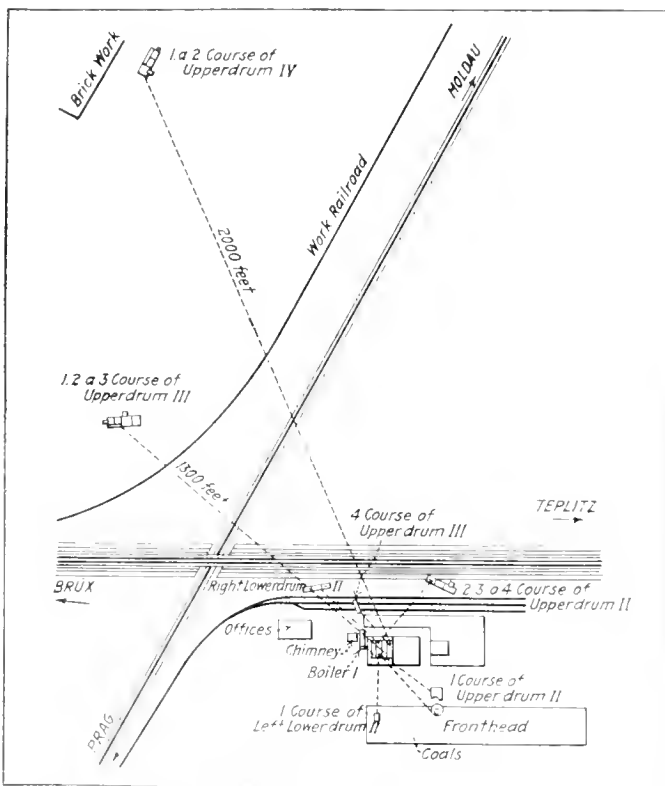 Brick Work
1.a 2 Course of
Upperdrum IV
MOLDAU
Work Railroad
2000 feet
1.2 a 3 Course of
Upperdrum III
1300 feet
4 Course of
Upperdrum III
TEPLITZ
BRÜX
Right Lowerdrum II
2 3 a 4 Course of
Upperdrum II
Offices
Chimney
Boiler I
1 Course of
Upperdrum II
1 Course of
Left Lowerdrum II
Fronthead
PRAG
Coals